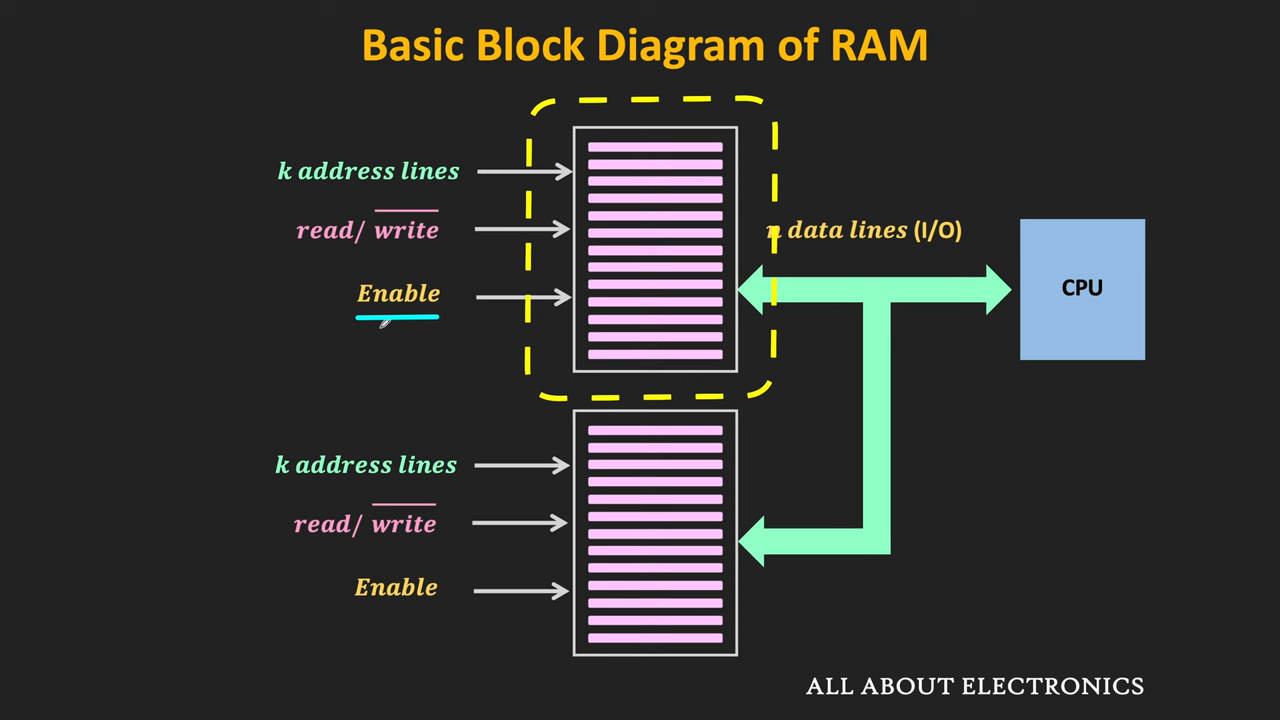 Basic Block Diagram of RAM
k address lines
read/ write
Enable
n data lines (I/O)
CPU
k address lines
read/ write
Enable
ALL ABOUT ELECTRONICS